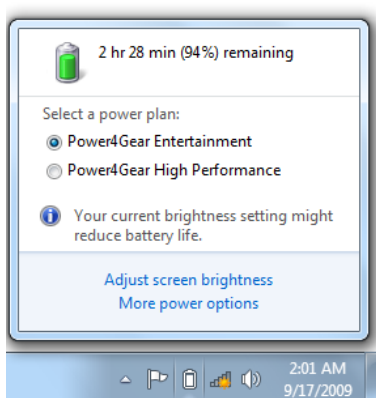 2 hr 28 min (94%) remaining
Select a power plan:
Power4Gear Entertainment
Power4Gear High Performance
Your current brightness setting might
reduce battery life.
Adjust screen brightness
More power options
2:01 AM
9/17/2009